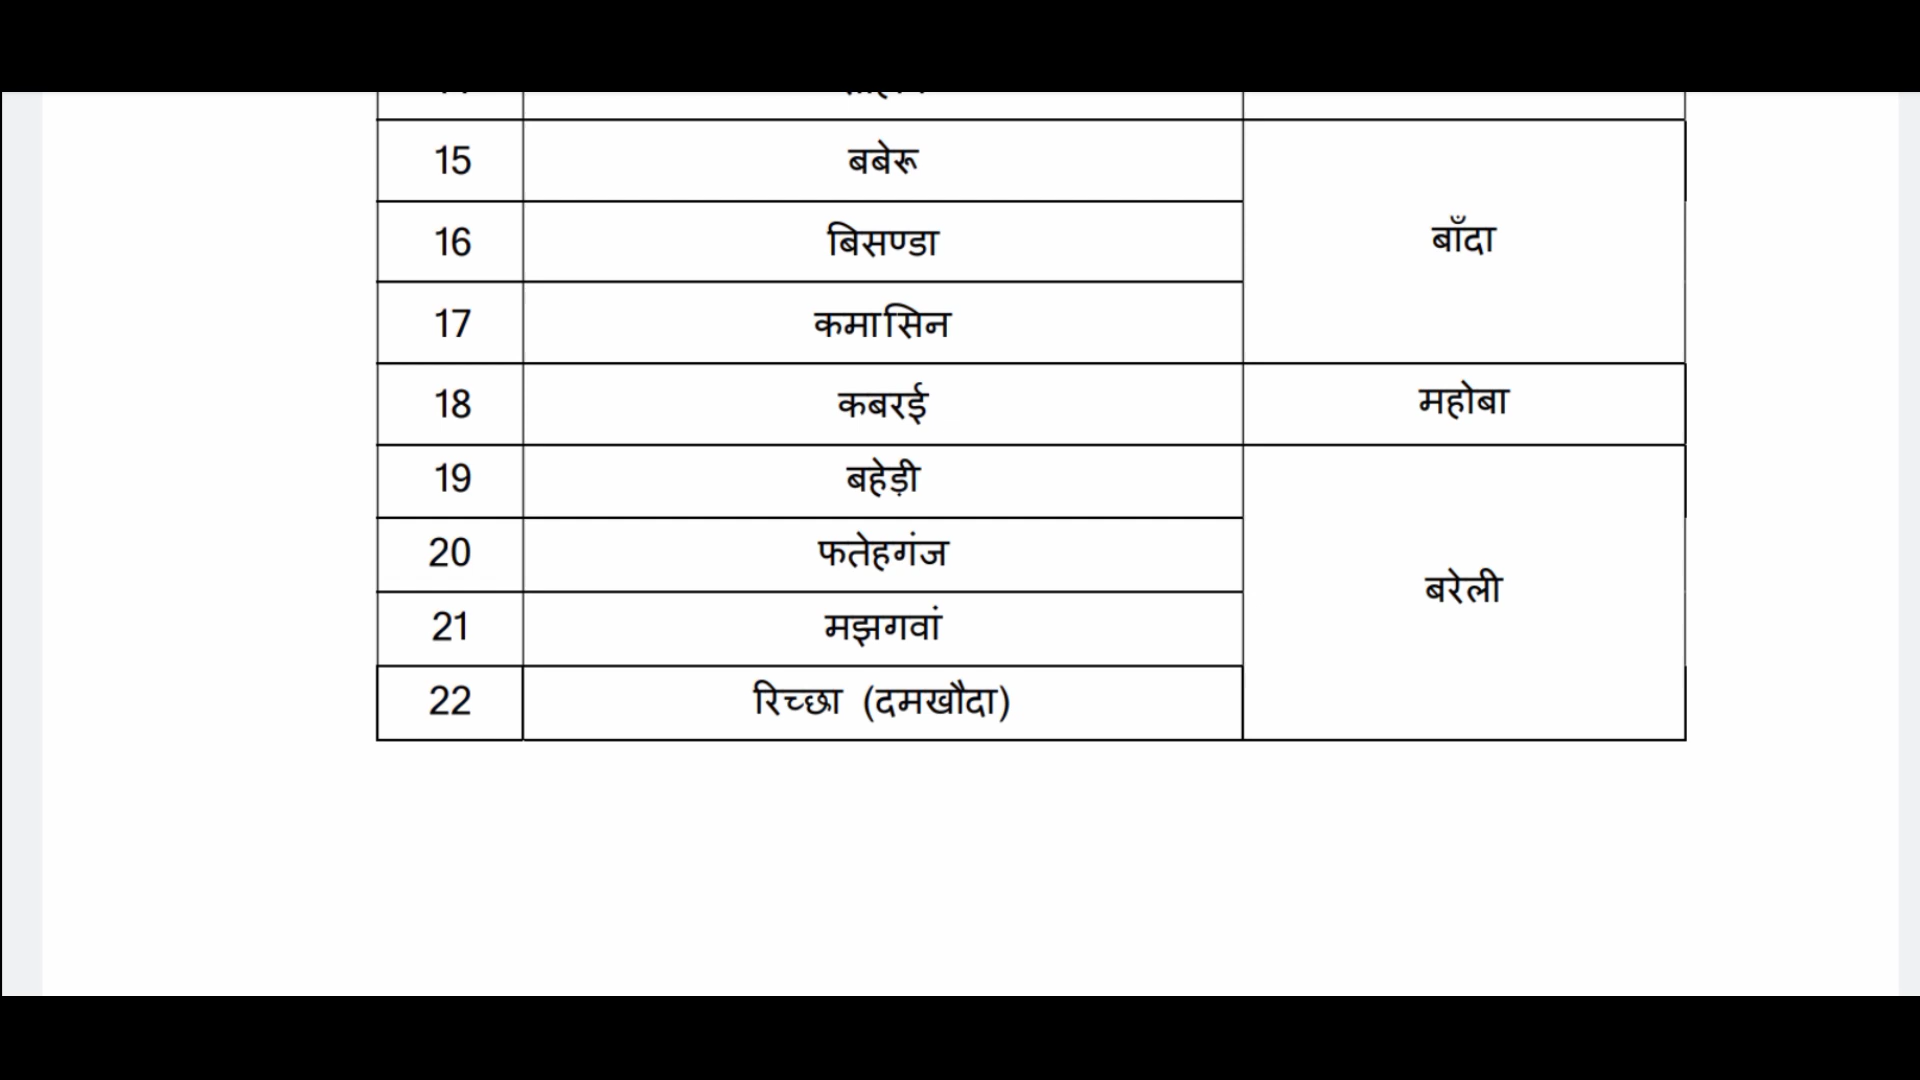 15 बबेरू
16 बिसण्डा बाँदा
17 कमासिन
18 कबरई महोबा
19 बहेड़ी
20 फतेहगंज
बरेली
21 मझगवां
22 रिच्छा (दमखौदा)